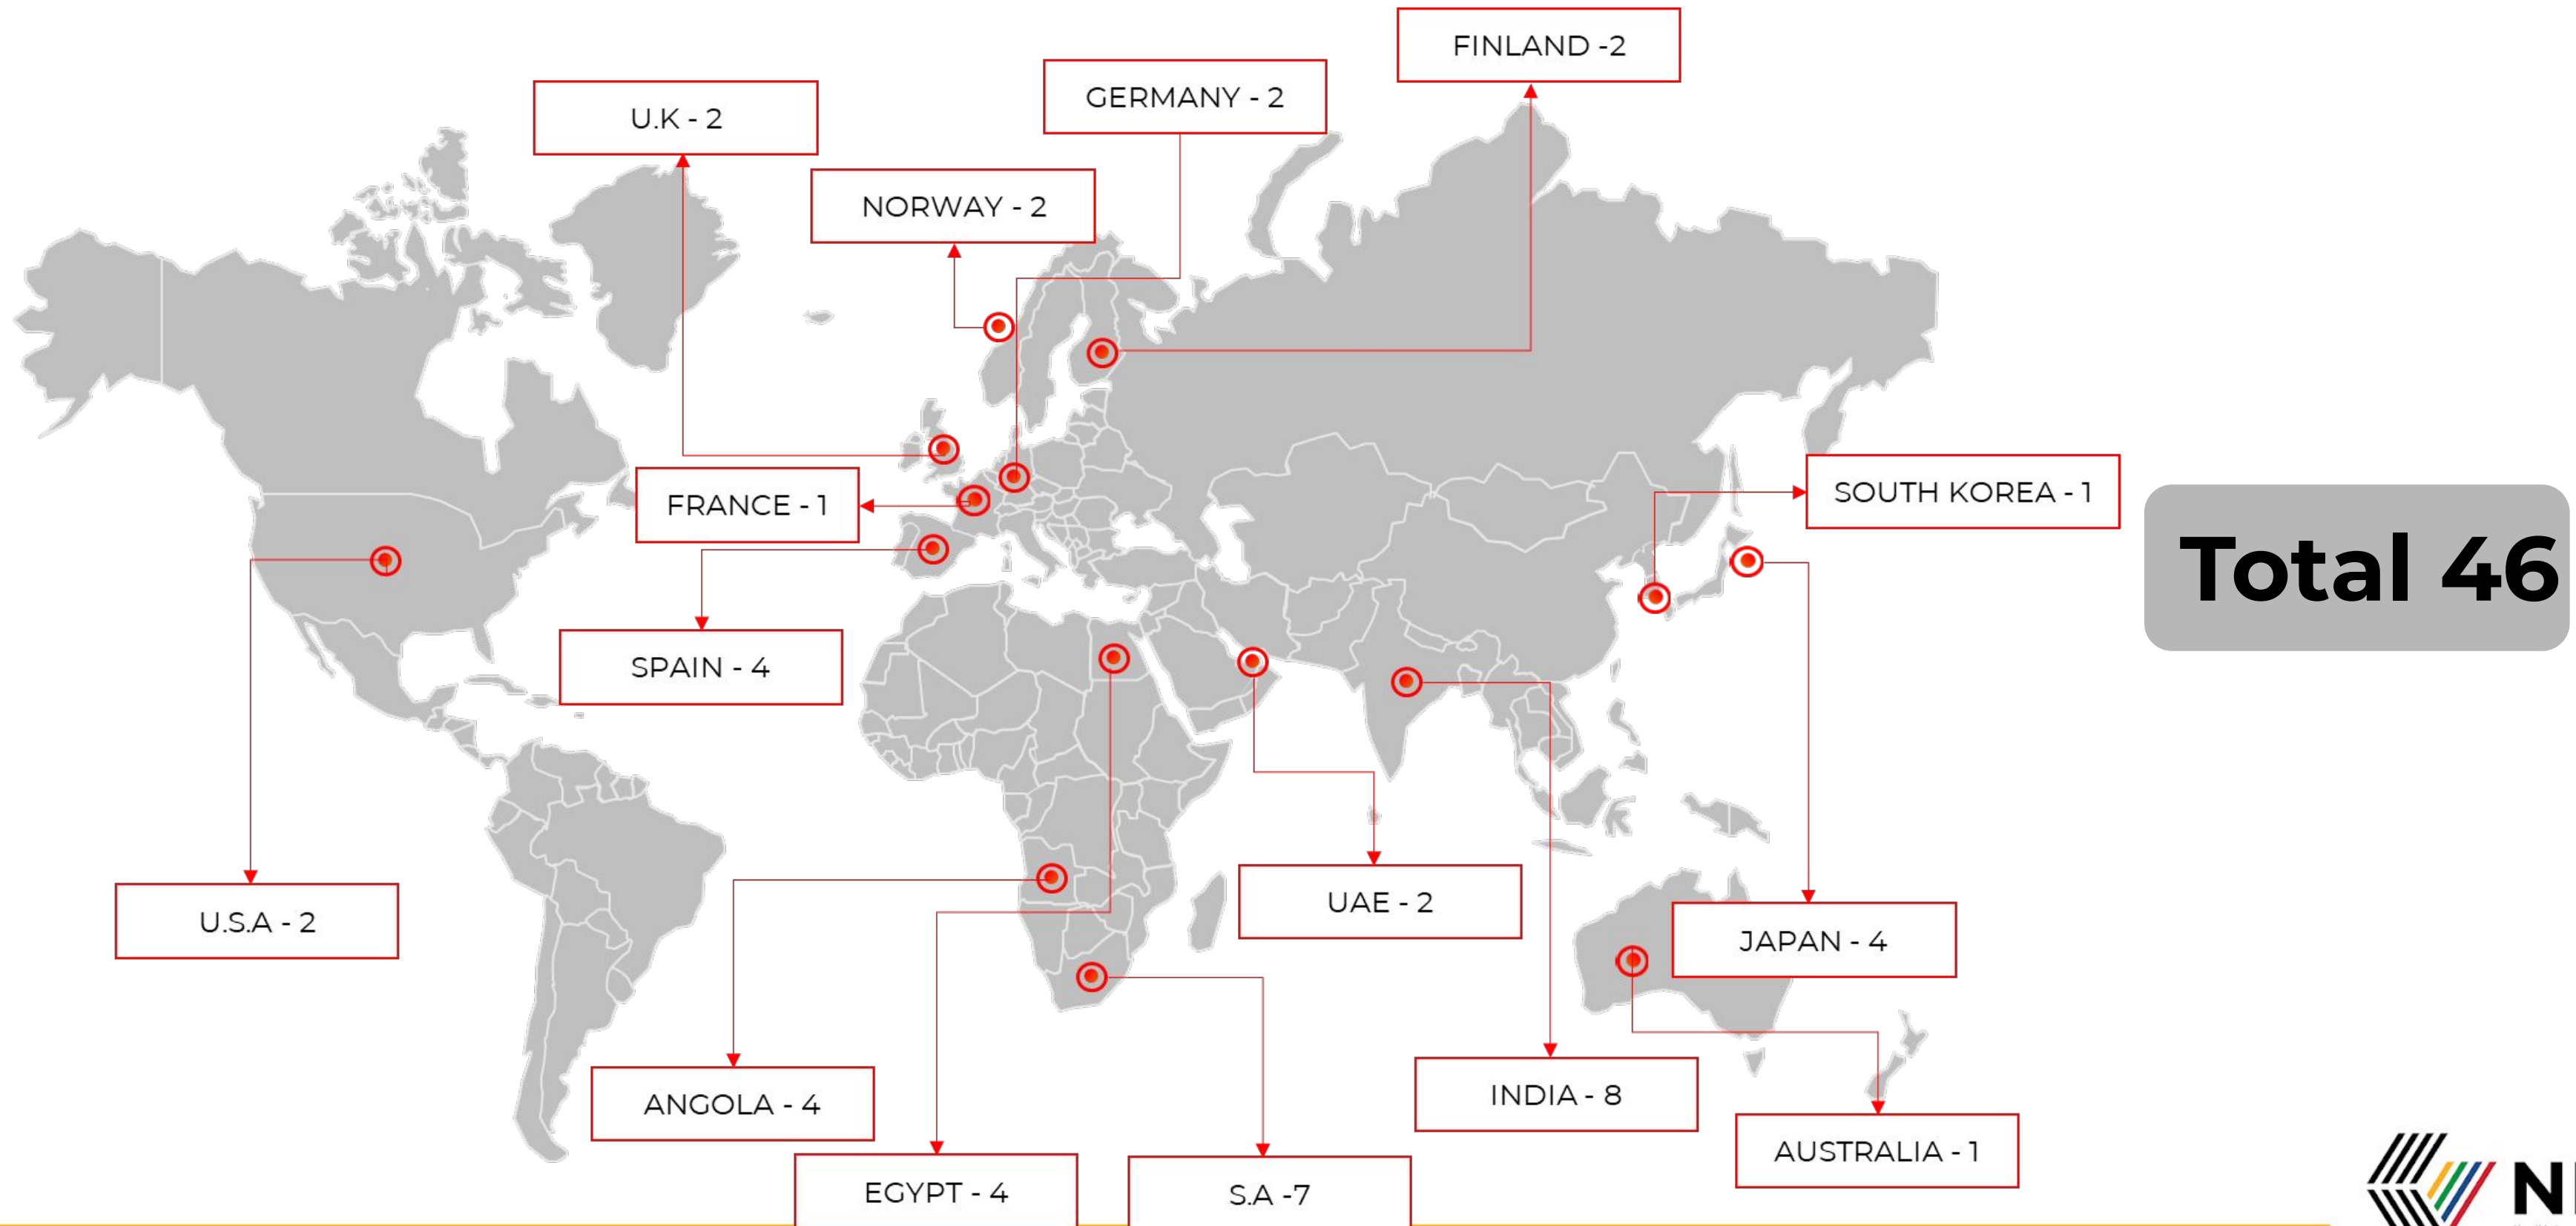 FINLAND -2
GERMANY - 2
U.K - 2
NORWAY - 2
SOUTH KOREA - 1
FRANCE - 1
Total 46
SPAIN - 4
UAE - 2
U.S.A - 2
JAPAN - 4
INDIA - 8
ANGOLA - 4
AUSTRALIA - 1
EGYPT - 4
S.A -7